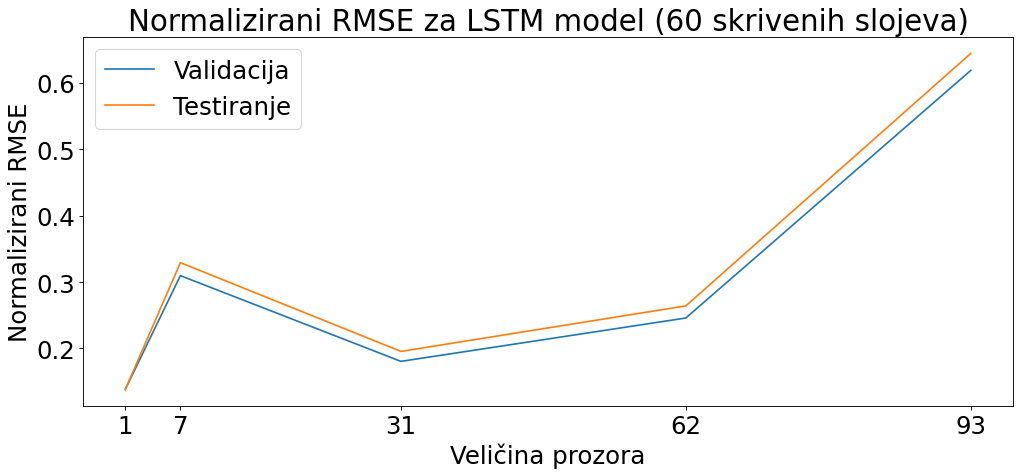 Normalizirani RMSE za LSTM model (60 skrivenih slojeva)
Validacija
Testiranje
Normalizirani RMSE
0.6
0.5
0.4
0.3
0.2
1 7 31 62 93
Veličina prozora